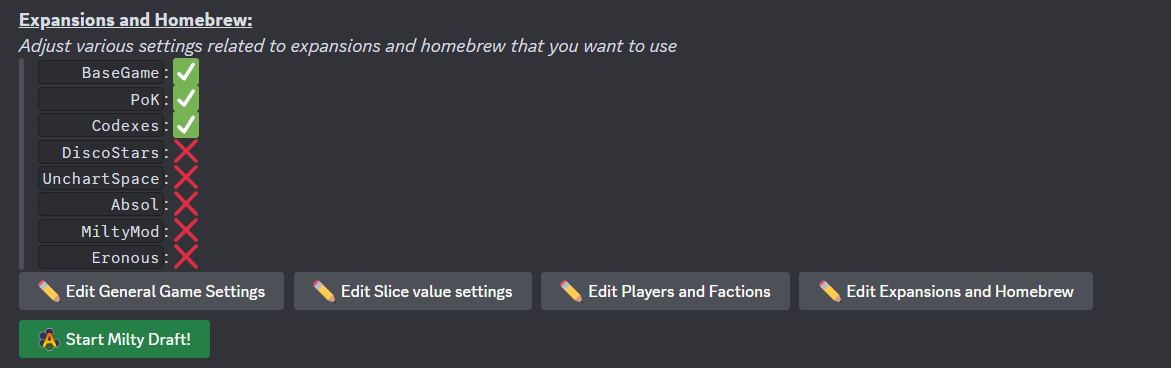 Expansions and Homebrew:
Adjust various settings related to expansions and homebrew that you want to use
BaseGame:
PoK:
Codexes:
DiscoStars:
UnchartSpace:
Absol:
MiltyMod:
Eronous:
Edit General Game Settings Edit Slice value settings Edit Players and Factions Edit Expansions and Homebrew
Start Milty Draft!